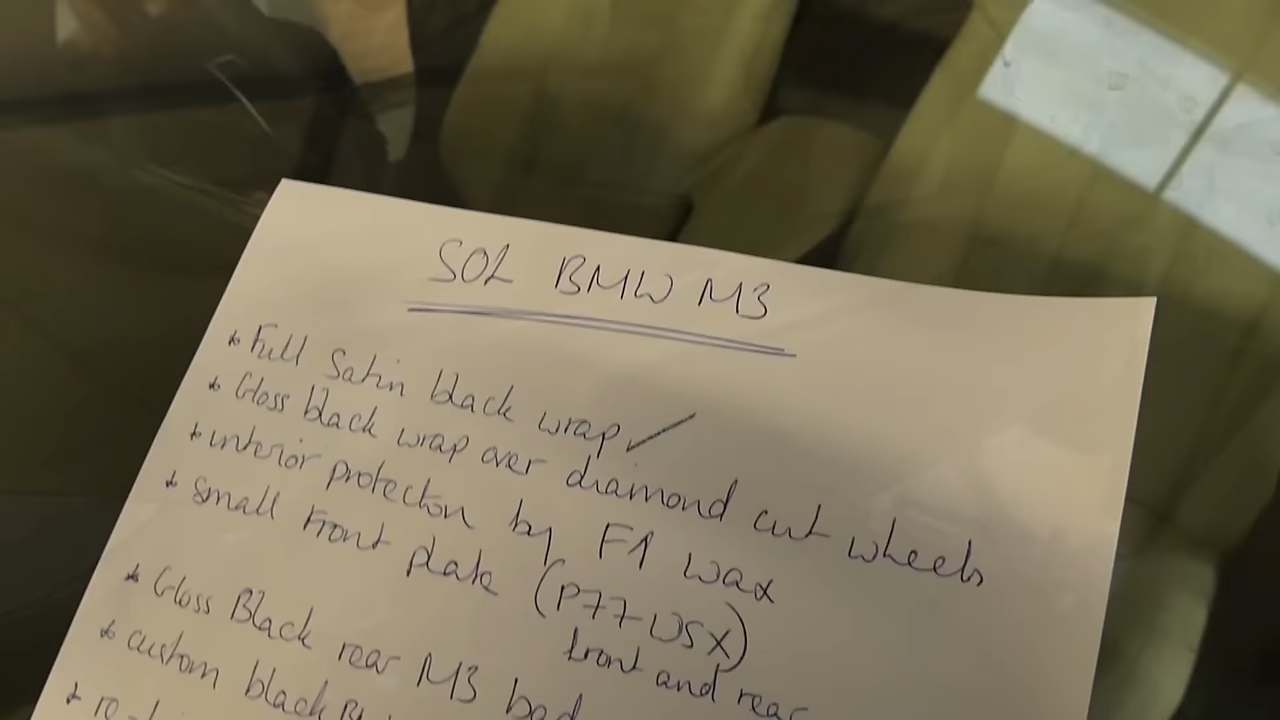 SOL BMW M3
* Full Satin black wrap ✓
* Gloss black wrap over diamond cut wheels
* interior protection by F1 wax
* small Front plate (P77-USX)
front and rear
* Gloss Black rear M3 bad
* custom black
*